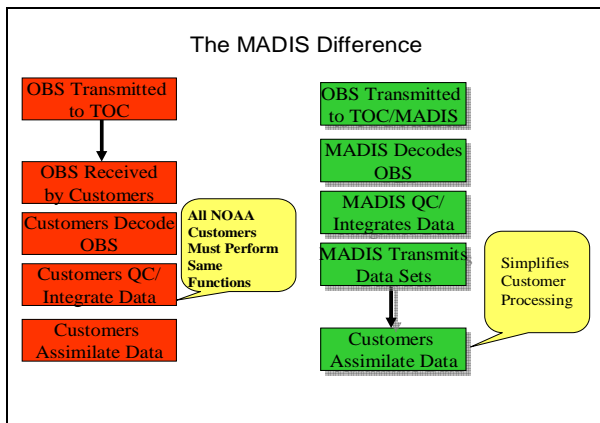 The MADIS Difference
OBS Transmitted
to TOC
OBS Received
by Customers
Customers Decode
OBS
Customers QC/
Integrate Data
Customers
Assimilate Data
All NOAA
Customers
Must Perform
Same
Functions
OBS Transmitted
to TOC/MADIS
MADIS Decodes
OBS
MADIS QC/
Integrates Data
MADIS Transmits
Data Sets
Customers
Assimilate Data
Simplifies
Customer
Processing